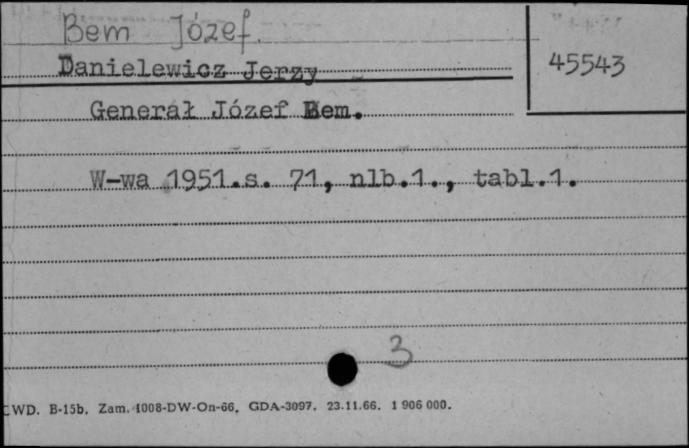 Bem Józef.
45543
Danielewicz Jerzy
Generał Józef Bem.
W-wa 1951.s. 71, nlb.1., tabl.1.
3
CWD. B-15b. Zam. 1008-DW-On-66. GDA-3097. 23.11.66. 1 906 000.